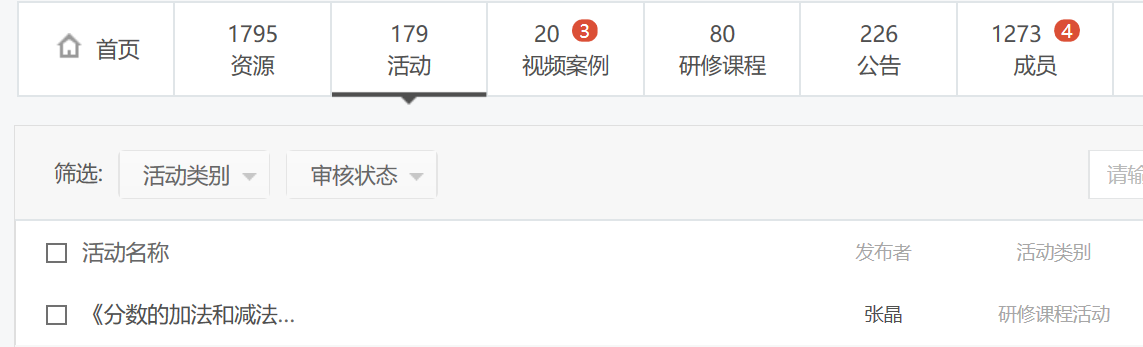 首页
1795
资源
179
活动
20 3
视频案例
80
研修课程
226
公告
1273 4
成员
筛选: 活动类别 审核状态 请输
活动名称 发布者 活动类别
《分数的加法和减法... 张晶 研修课程活动